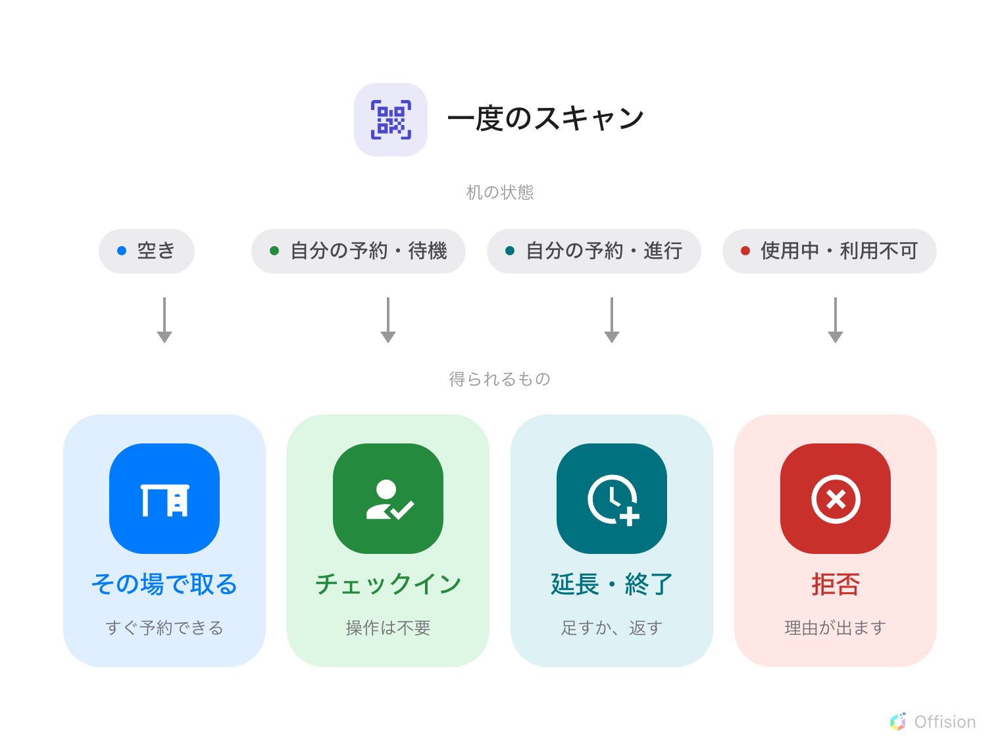 一度のスキャン
机の状態
空き
自分の予約・待機
自分の予約・進行
使用中・利用不可
得られるもの
その場で取る
すぐ予約できる
チェックイン
操作は不要
延長・終了
足すか、返す
拒否
理由が出ます
Offision